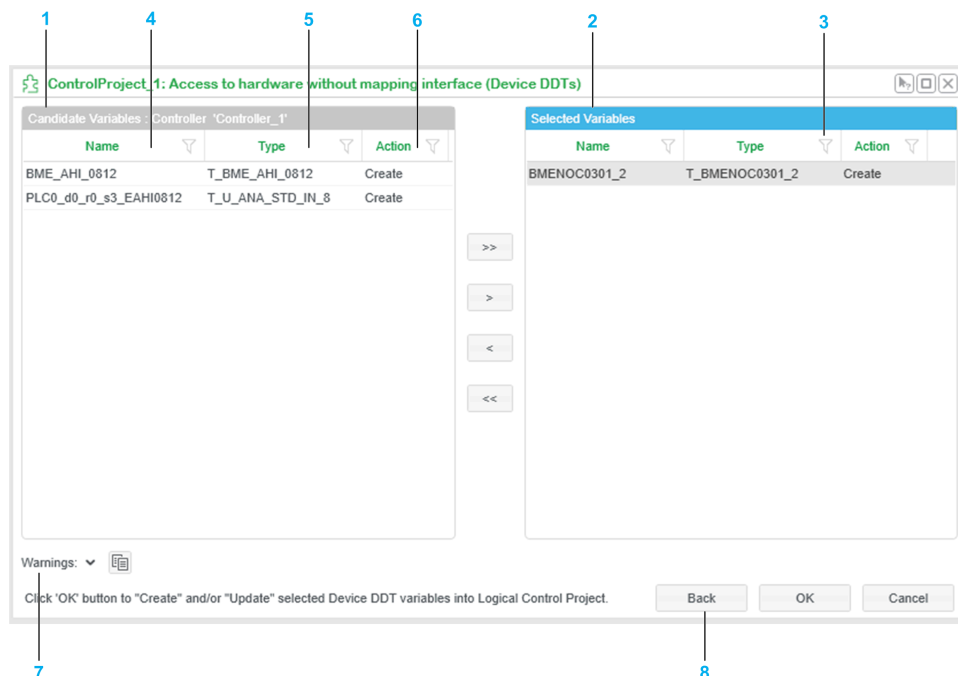 1 4 5 6 2 3
ControlProject_1: Access to hardware without mapping interface (Device DDTs)
Candidate Variables : Controller 'Controller_1'
Name Type Action
BME_AHI_0812 T_BME_AHI_0812 Create
PLC0_d0_r0_s3_EAHI0812 T_U_ANA_STD_IN_8 Create
>>
>
<
<<
Selected Variables
Name Type Action
BMENOC0301_2 T_BMENOC0301_2 Create
Warnings:
Click 'OK' button to "Create" and/or "Update" selected Device DDT variables into Logical Control Project.
Back OK Cancel
7 8